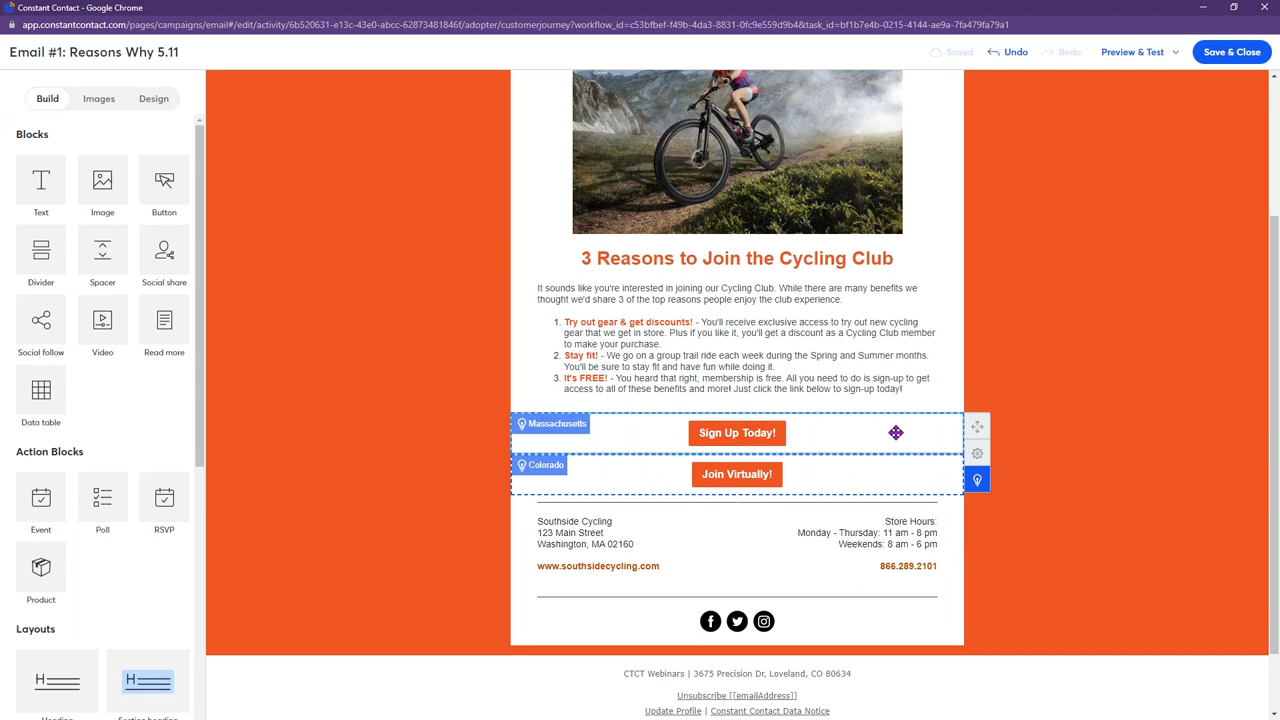 Constant Contact - Google Chrome
app.constantcontact.com/pages/campaigns/email#/edit/activity/6b520631-e13c-43e0-abcc-62873481846f/adopter/customerjourney?workflow_id=c53bfbef-f49b-4da3-8831-0fc9e559d9b4&task_id=bf1b7e4b-0215-4144-ae9a-7fa479fa79a1
Email #1: Reasons Why 5.11
Saved
Undo
Redo
Preview & Test
Save & Close
Build
Images
Design
Blocks
Text
Image
Button
Divider
Spacer
Social share
Social follow
Video
Read more
Data table
Action Blocks
Event
Poll
RSVP
Product
Layouts
Heading
Section heading
3 Reasons to Join the Cycling Club
It sounds like you're interested in joining our Cycling Club. While there are many benefits we
thought we'd share 3 of the top reasons people enjoy the club experience.
1. Try out gear & get discounts! - You'll receive exclusive access to try out new cycling
gear that we get in store. Plus if you like it, you'll get a discount as a Cycling Club member
to make your purchase.
2. Stay fit! - We go on a group trail ride each week during the Spring and Summer months.
You'll be sure to stay fit and have fun while doing it.
3. It's FREE! - You heard that right, membership is free. All you need to do is sign-up to get
access to all of these benefits and more! Just click the link below to sign-up today!
Massachusetts
Sign Up Today!
Colorado
Join Virtually!
Southside Cycling
123 Main Street
Washington, MA 02160
www.southsidecycling.com
Store Hours:
Monday - Thursday: 11 am - 8 pm
Weekends: 8 am - 6 pm
866.289.2101
CTCT Webinars | 3675 Precision Dr, Loveland, CO 80634
Unsubscribe [[emailAddress]]
Update Profile | Constant Contact Data Notice